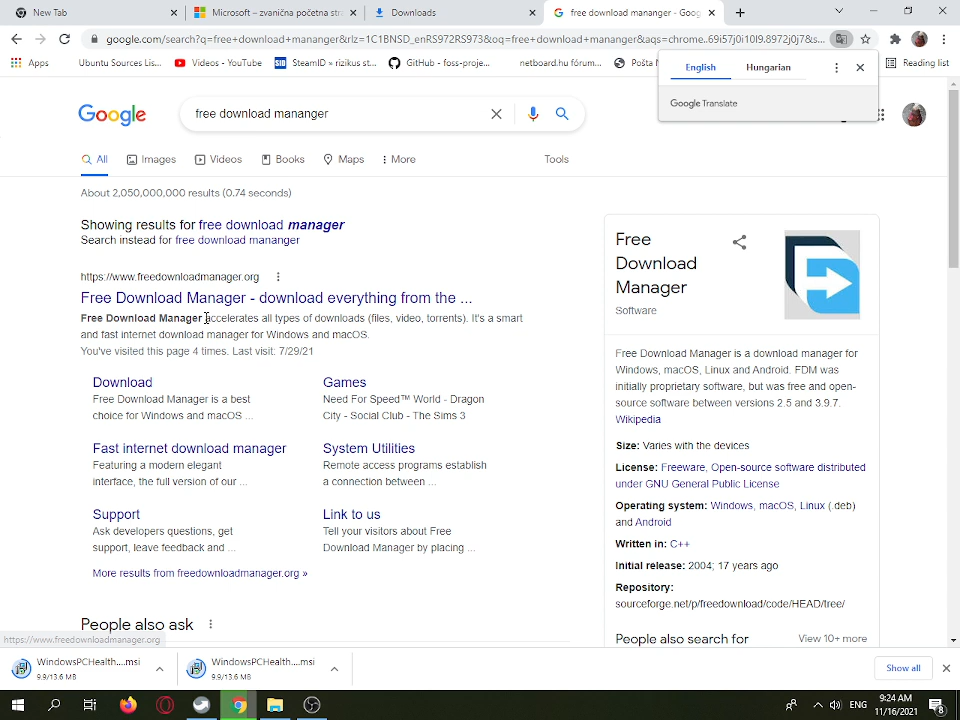 New Tab
Microsoft – zvanična početna stra
Downloads
free download mananger - Goog
google.com/search?q=free+download+mananger&rlz=1C1BNSD_enRS972RS973&oq=free+download+mananger&aqs=chrome..69i57j0i10l9.8972j0j7&s...
Apps
Ubuntu Sources Lis...
Videos - YouTube
SteamID » rizikus st...
GitHub - foss-proje...
netboard.hu fórum...
Pošta
Reading list
English
Hungarian
Google Translate
Google
free download mananger
All
Images
Videos
Books
Maps
More
Tools
About 2,050,000,000 results (0.74 seconds)
Showing results for free download manager
Search instead for free download mananger
https://www.freedownloadmanager.org
Free Download Manager - download everything from the ...
Free Download Manager accelerates all types of downloads (files, video, torrents). It's a smart
and fast internet download manager for Windows and macOS.
You've visited this page 4 times. Last visit: 7/29/21
Download
Free Download Manager is a best
choice for Windows and macOS ...
Games
Need For Speed™ World - Dragon
City - Social Club - The Sims 3
Fast internet download manager
Featuring a modern elegant
interface, the full version of our ...
System Utilities
Remote access programs establish
a connection between ...
Support
Ask developers questions, get
support, leave feedback and ...
Link to us
Tell your visitors about Free
Download Manager by placing ...
More results from freedownloadmanager.org »
People also ask
Free
Download
Manager
Software
Free Download Manager is a download manager for
Windows, macOS, Linux and Android. FDM was
initially proprietary software, but was free and open-
source software between versions 2.5 and 3.9.7.
Wikipedia
Size: Varies with the devices
License: Freeware, Open-source software distributed
under GNU General Public License
Operating system: Windows, macOS, Linux (.deb)
and Android
Written in: C++
Initial release: 2004; 17 years ago
Repository:
sourceforge.net/p/freedownload/code/HEAD/tree/
People also search for
View 10+ more
https://www.freedownloadmanager.org
WindowsPCHealth....msi
9.9/13.6 MB
WindowsPCHealth....msi
9.9/13.6 MB
Show all
ENG
9:24 AM
11/16/2021
8